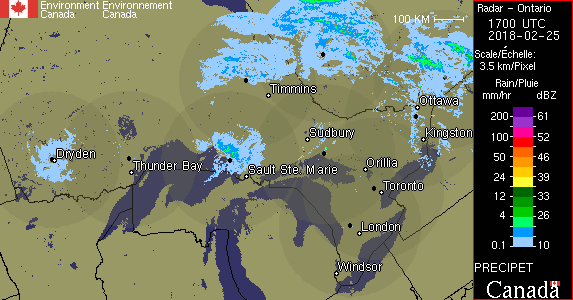 Environment Environnement
Canada Canada
100 KM
Timmins
Ottawa
Sudbury
Kingston
Dryden
Thunder Bay
Sault Ste. Marie
Orillia
Toronto
London
Windsor
Radar - Ontario
1700 UTC
2018-02-25
Scale/Échelle:
3.5 km/Pixel
Rain/Pluie
mm/hr dBZ
200 61
100 52
50 46
24 39
12 33
4 26
0.1 10
PRECIPET
Canada